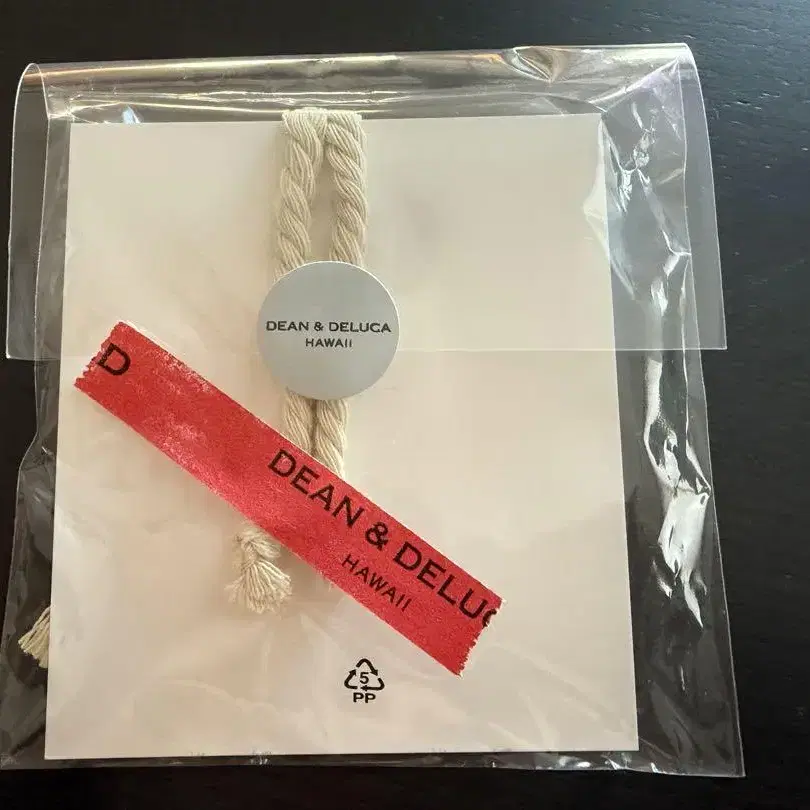 DEAN & DELUCA
HAWAII
D
DEAN & DELUC
HAWAII
5
PP